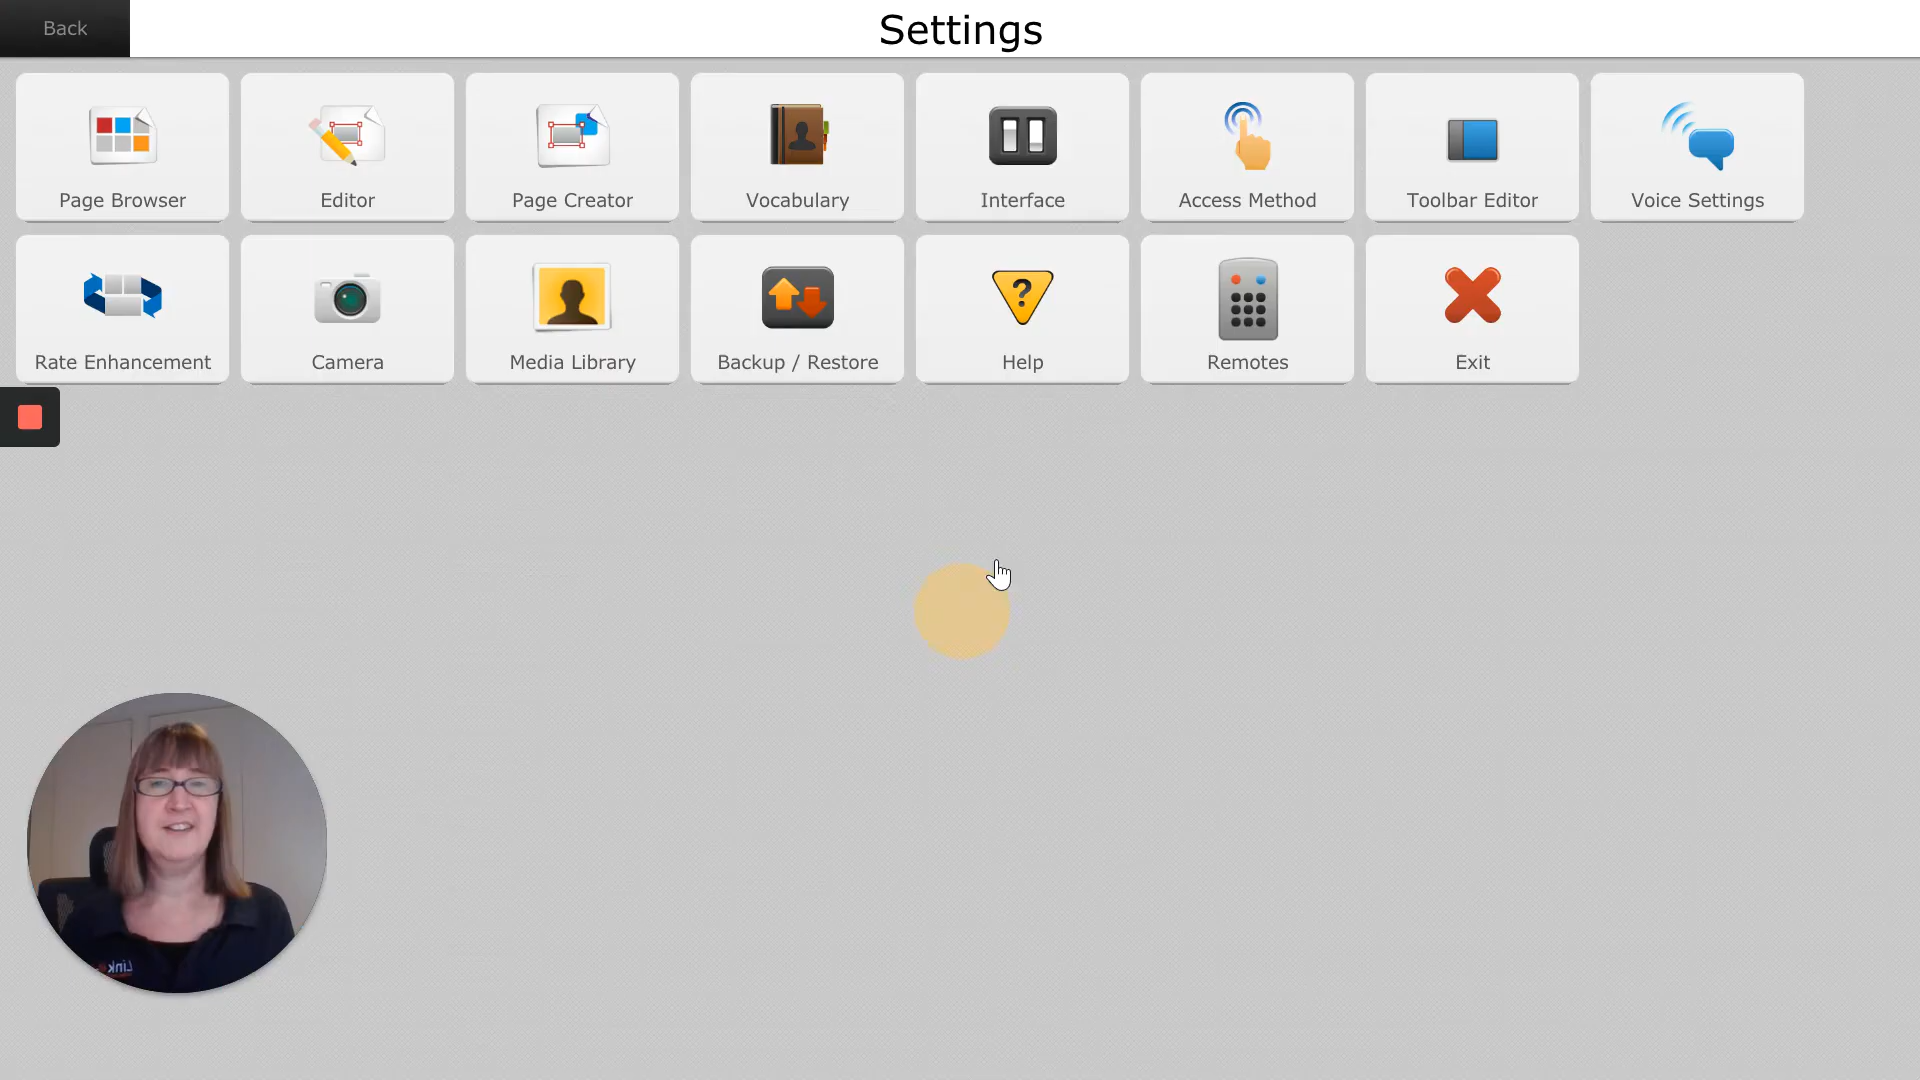 Back
Settings
Page Browser
Editor
Page Creator
Vocabulary
Interface
Access Method
Toolbar Editor
Voice Settings
Rate Enhancement
Camera
Media Library
Backup / Restore
Help
Remotes
Exit
?
Link